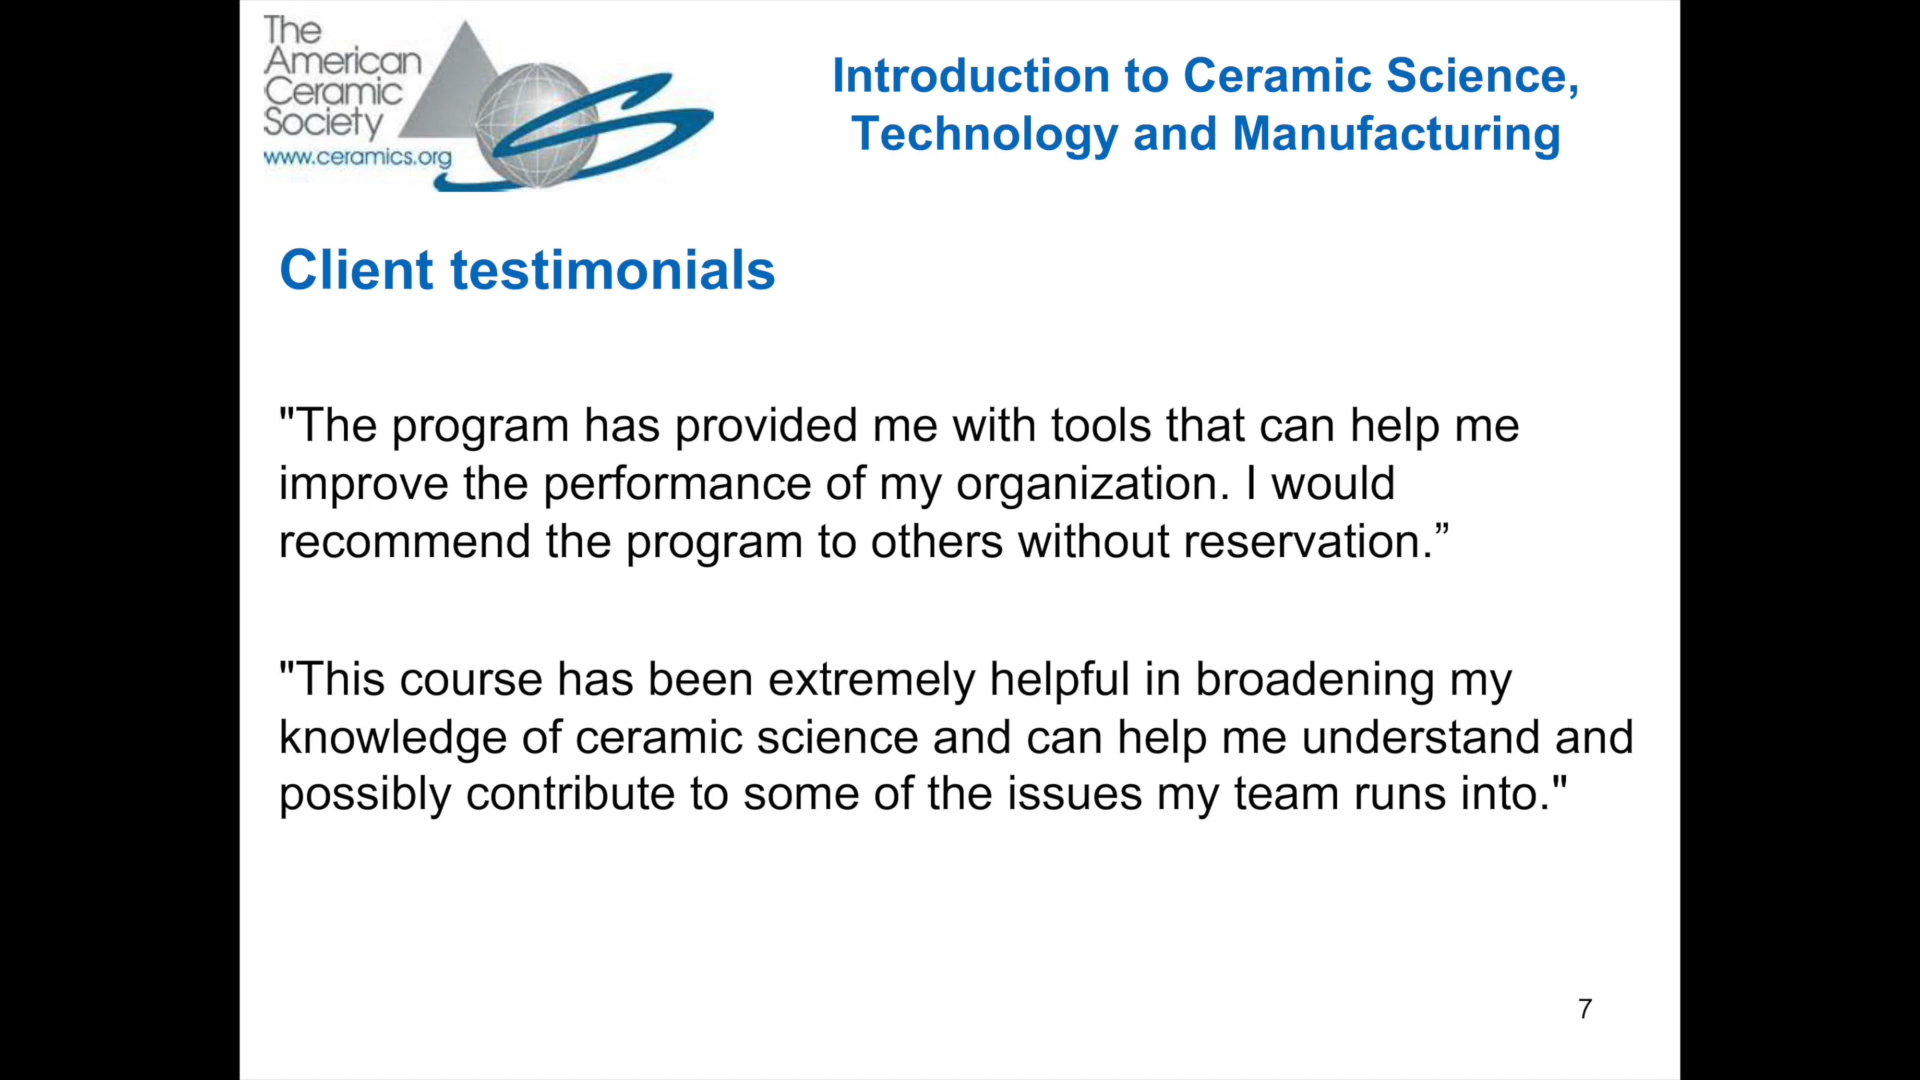 The
American
Ceramic
Society
www.ceramics.org
Introduction to Ceramic Science,
Technology and Manufacturing
Client testimonials
"The program has provided me with tools that can help me
improve the performance of my organization. I would
recommend the program to others without reservation.”
"This course has been extremely helpful in broadening my
knowledge of ceramic science and can help me understand and
possibly contribute to some of the issues my team runs into."
7